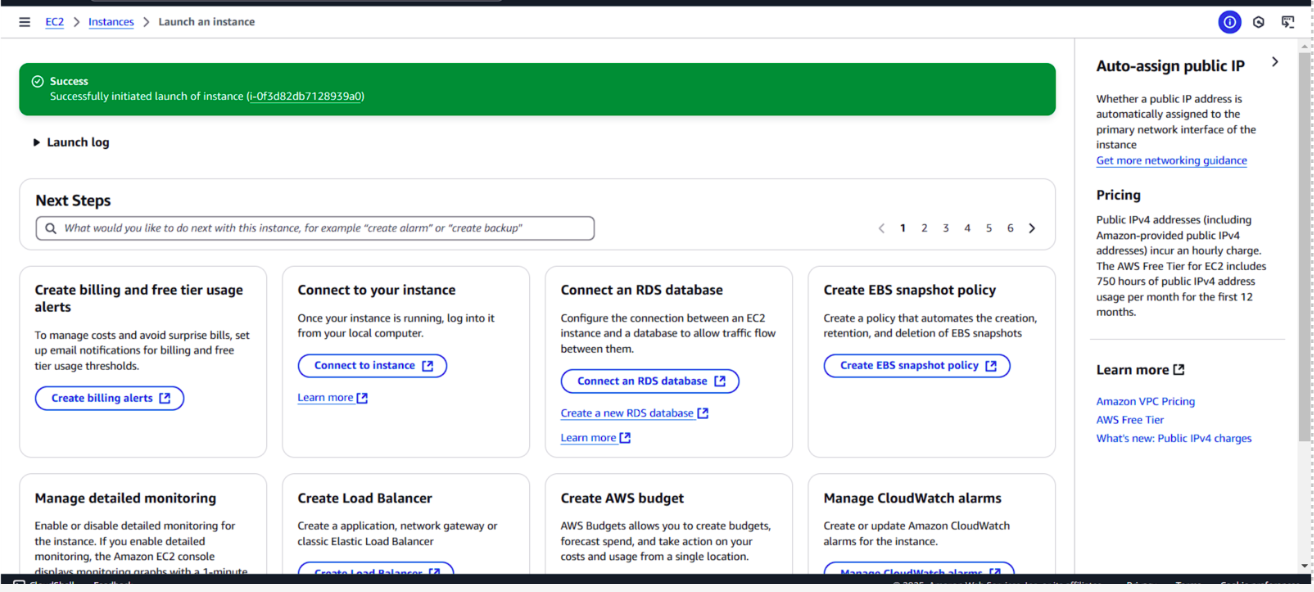 EC2 > Instances > Launch an instance
Success
Successfully initiated launch of instance (i-0f3d82db7128939a0)
Launch log
Next Steps
What would you like to do next with this instance, for example "create alarm" or "create backup"
1 2 3 4 5 6
Create billing and free tier usage
alerts
To manage costs and avoid surprise bills, set
up email notifications for billing and free
tier usage thresholds.
Create billing alerts
Connect to your instance
Once your instance is running, log into it
from your local computer.
Connect to instance
Learn more
Connect an RDS database
Configure the connection between an EC2
instance and a database to allow traffic flow
between them.
Connect an RDS database
Create a new RDS database
Learn more
Create EBS snapshot policy
Create a policy that automates the creation,
retention, and deletion of EBS snapshots
Create EBS snapshot policy
Manage detailed monitoring
Enable or disable detailed monitoring for
the instance. If you enable detailed
monitoring, the Amazon EC2 console
displays monitoring graphs with a 1-minute
Create Load Balancer
Create a application, network gateway or
classic Elastic Load Balancer
Create Load Balancer
Create AWS budget
AWS Budgets allows you to create budgets,
forecast spend, and take action on your
costs and usage from a single location.
Manage CloudWatch alarms
Create or update Amazon CloudWatch
alarms for the instance.
Manage CloudWatch alarms
Auto-assign public IP
Whether a public IP address is
automatically assigned to the
primary network interface of the
instance
Get more networking guidance
Pricing
Public IPv4 addresses (including
Amazon-provided public IPv4
addresses) incur an hourly charge.
The AWS Free Tier for EC2 includes
750 hours of public IPv4 address
usage per month for the first 12
months.
Learn more
Amazon VPC Pricing
AWS Free Tier
What's new: Public IPv4 charges
CloudShell Feedback